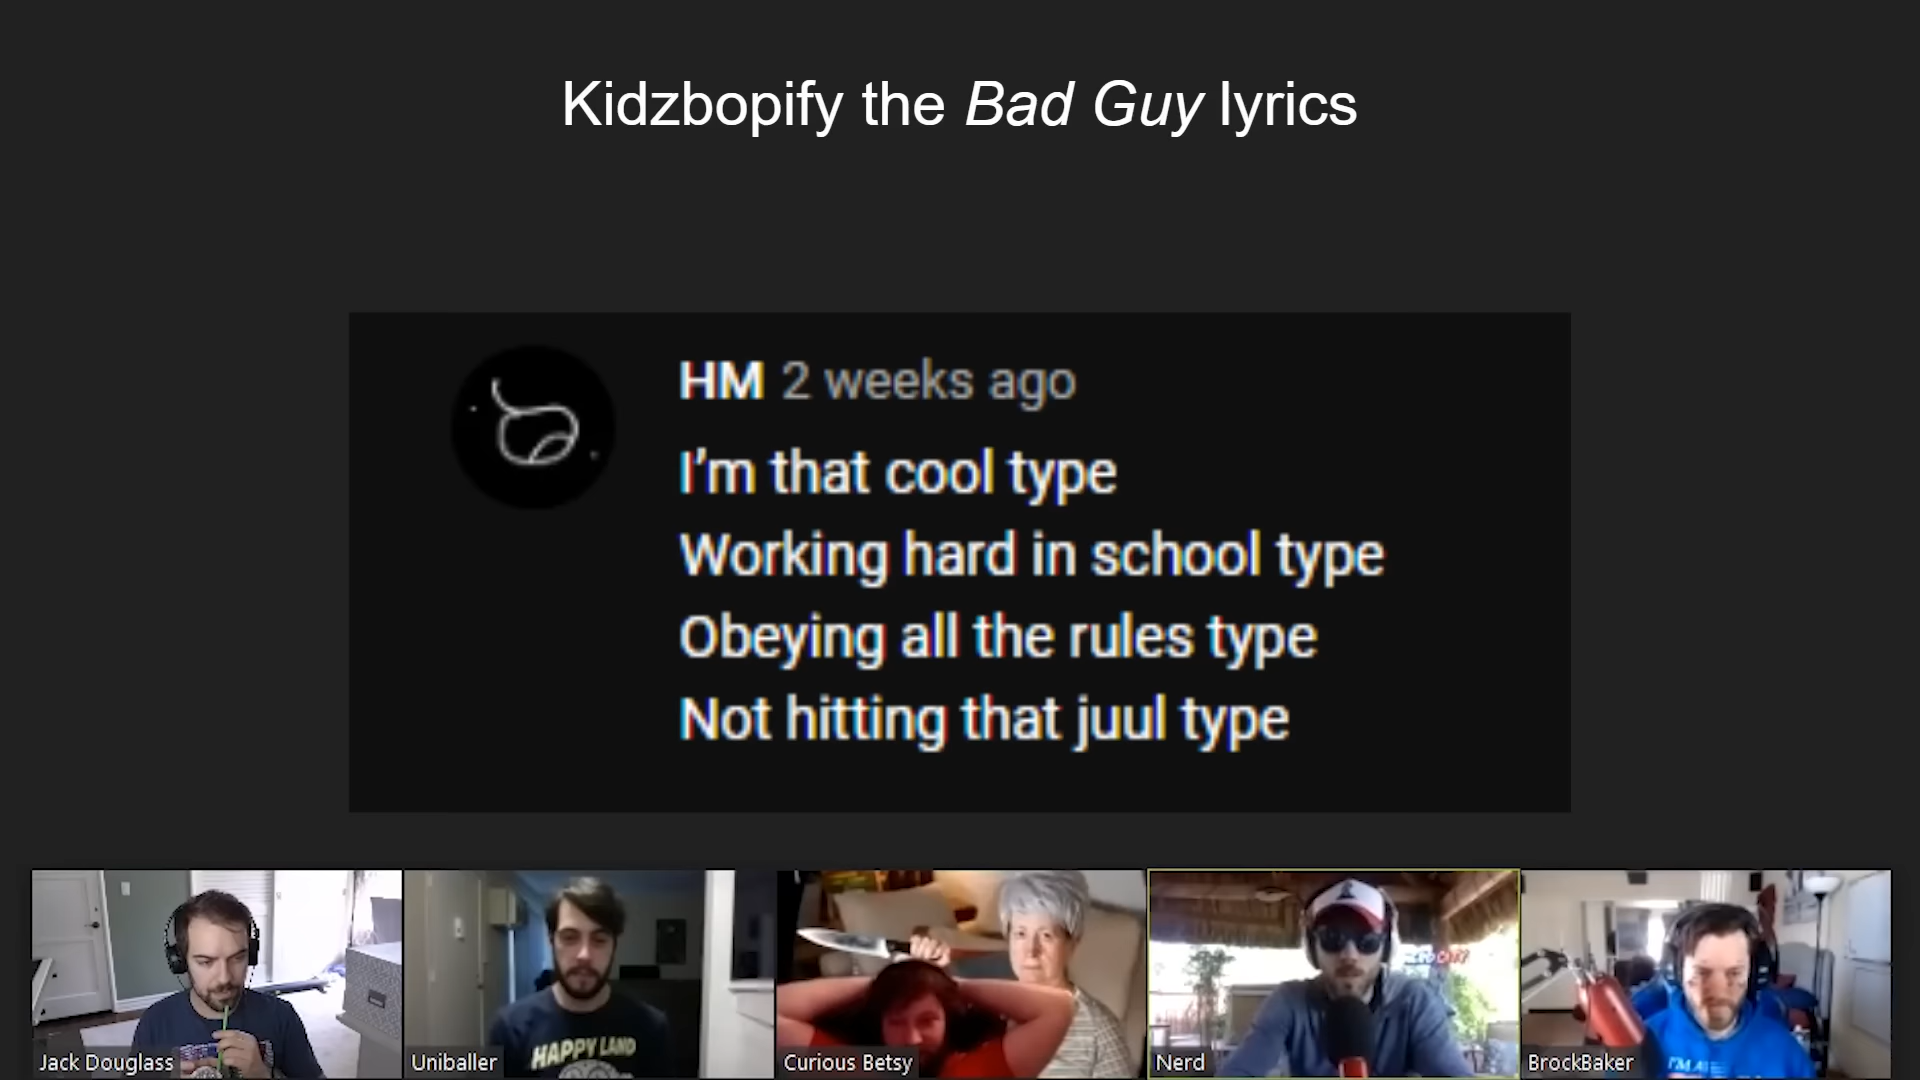 Kidzbopify the Bad Guy lyrics
HM 2 weeks ago
I'm that cool type
Working hard in school type
Obeying all the rules type
Not hitting that juul type
HAPPY LAND
Jack Douglass
Uniballer
Curious Betsy
Nerd
BrockBaker